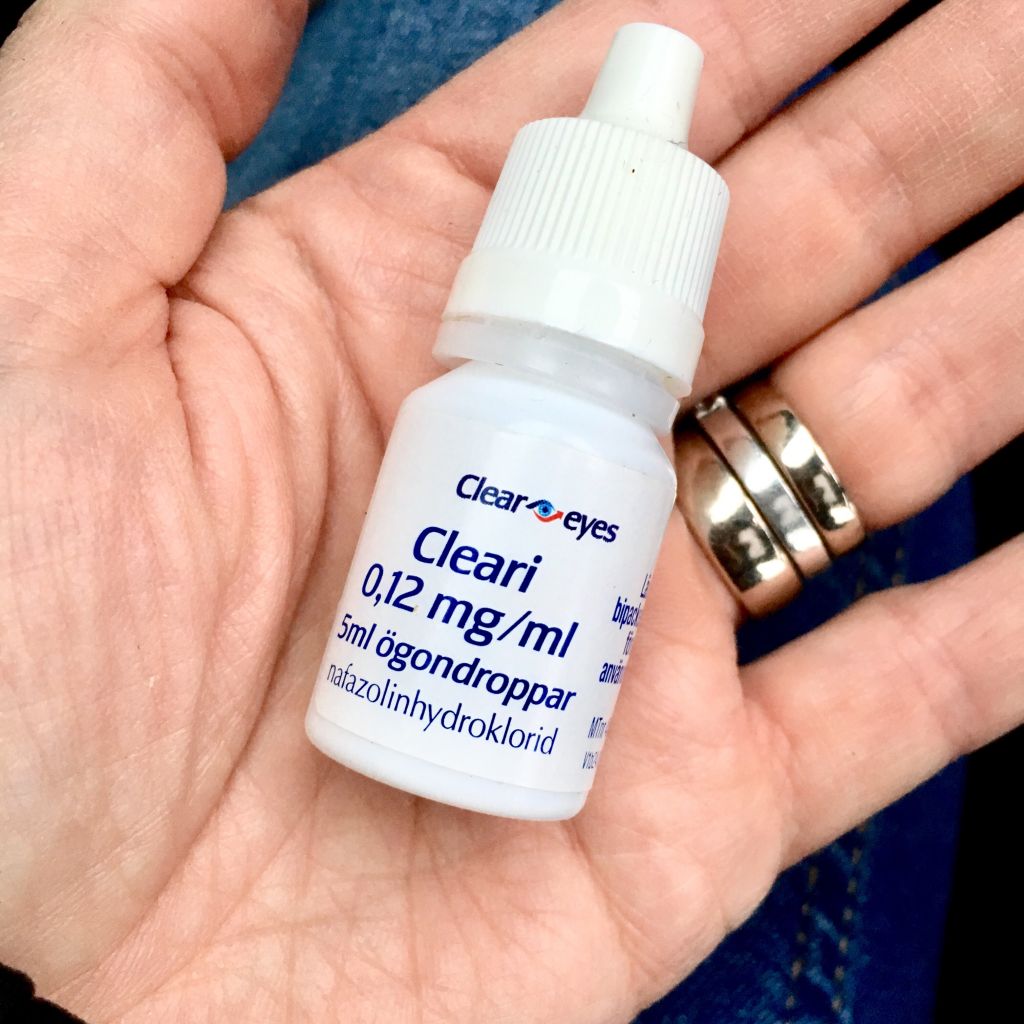 Clear eyes
Cleari
0,12 mg/ml
5ml ögondroppar
nafazolinhydroklorid